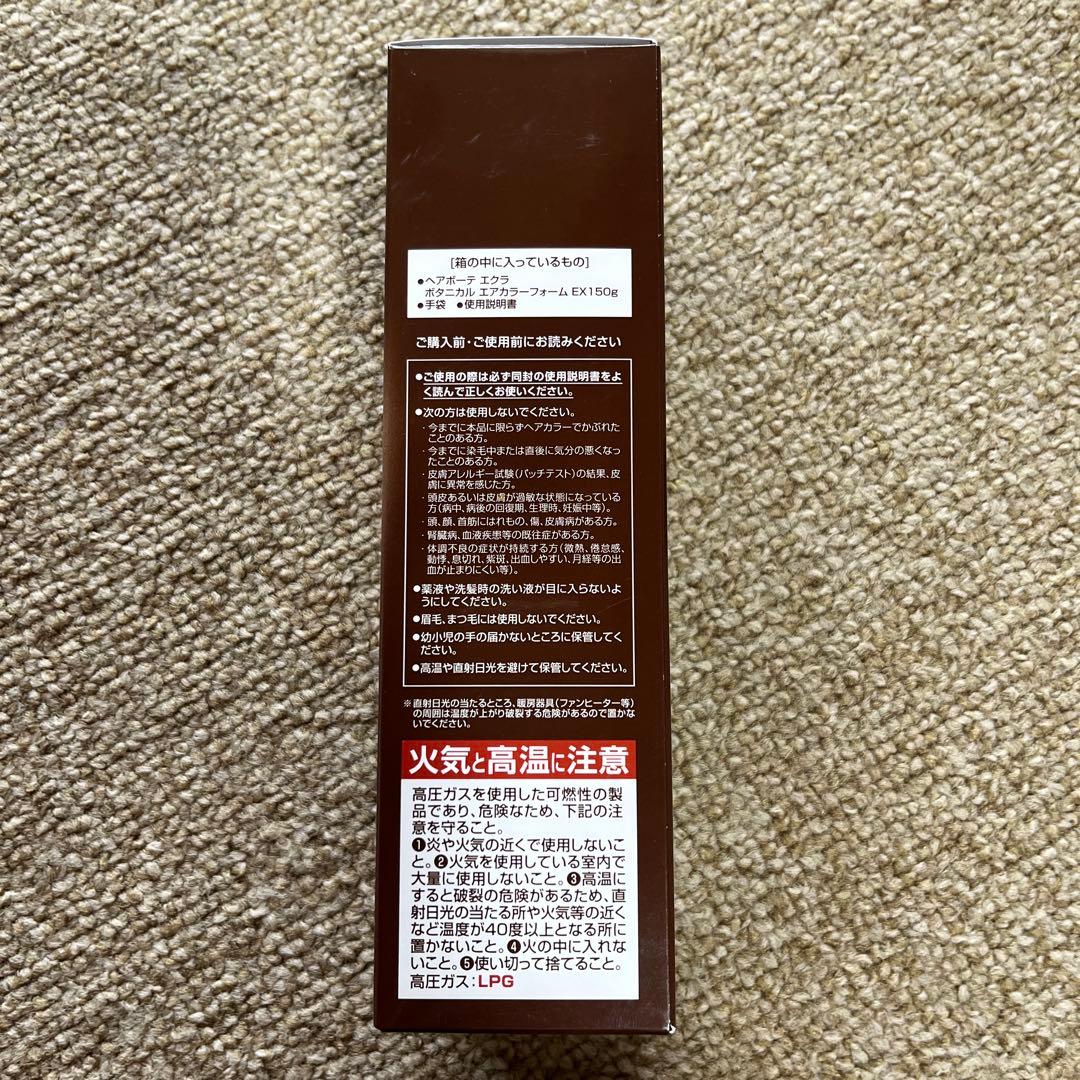 [箱の中に入っているもの]
●ヘアボーテ エクラ
ボタニカル エアカラーフォーム EX150g
●手袋 ●使用説明書
ご購入前・ご使用前にお読みください
●ご使用の際は必ず同封の使用説明書をよ
く読んで正しくお使いください。
●次の方は使用しないでください。
・今までに本品に限らずヘアカラーでかぶれた
ことのある方。
・今までに染毛中または直後に気分の悪くなっ
たことのある方。
・皮膚アレルギー試験(パッチテスト)の結果、皮
膚に異常を感じた方。
・頭皮あるいは皮膚が過敏な状態になっている
方(病中、病後の回復期、生理時、妊娠中等)。
・頭、顔、首筋にはれもの、傷、皮膚病がある方。
・腎臓病、血液疾患等の既往症がある方。
・体調不良の症状が持続する方(微熱、倦怠感、
動悸、息切れ、紫斑、出血しやすい、月経等の出
血が止まりにくい等)。
●薬液や洗髪時の洗い液が目に入らないよ
うにしてください。
●眉毛、まつ毛には使用しないでください。
●幼小児の手の届かないところに保管してく
ださい。
●高温や直射日光を避けて保管してください。
※直射日光の当たるところ、暖房器具(ファンヒーター等)
の周囲は温度が上がり破裂する危険があるので置かな
いでください。
火気と高温に注意
高圧ガスを使用した可燃性の製
品であり、危険なため、下記の注
意を守ること。
❶炎や火気の近くで使用しないこ
と。❷火気を使用している室内で
大量に使用しないこと。❸高温に
すると破裂の危険があるため、直
射日光の当たる所や火気等の近く
など温度が40度以上となる所に
置かないこと。❹火の中に入れな
いこと。❺使い切って捨てること。
高圧ガス:LPG